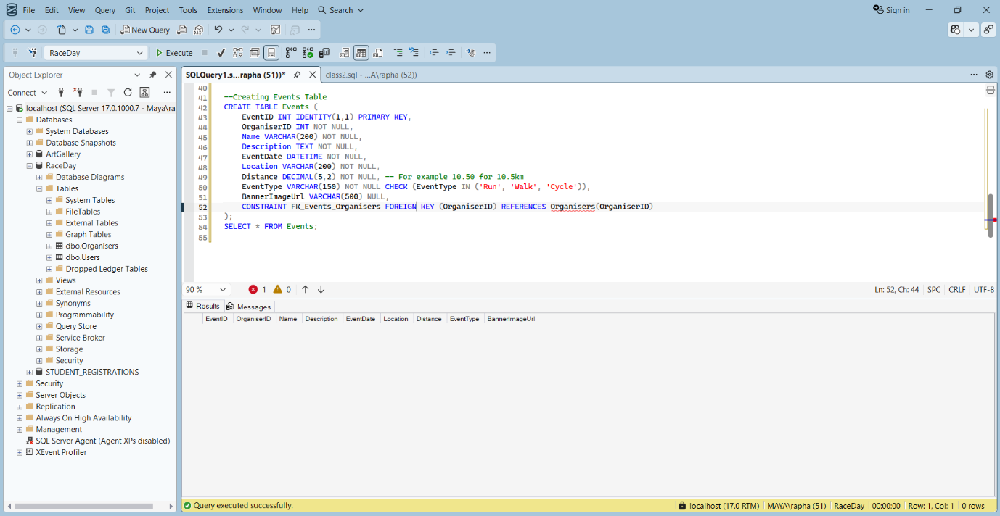 File Edit View Query Git Project Tools Extensions Window Help Search Sign in
New Query
RaceDay Execute
Object Explorer
Connect
localhost (SQL Server 17.0.1000.7 - Maya\rap
Databases
System Databases
Database Snapshots
ArtGallery
RaceDay
Database Diagrams
Tables
System Tables
FileTables
External Tables
Graph Tables
dbo.Organisers
dbo.Users
Dropped Ledger Tables
Views
External Resources
Synonyms
Programmability
Query Store
Service Broker
Storage
Security
STUDENT_REGISTRATIONS
Security
Server Objects
Replication
Always On High Availability
Management
SQL Server Agent (Agent XPs disabled)
XEvent Profiler
SQLQuery1.s...rapha (51))* class2.sql - ...A\rapha (52))
40
41 --Creating Events Table
42 CREATE TABLE Events (
43 EventID INT IDENTITY(1,1) PRIMARY KEY,
44 OrganiserID INT NOT NULL,
45 Name VARCHAR(200) NOT NULL,
46 Description TEXT NOT NULL,
47 EventDate DATETIME NOT NULL,
48 Location VARCHAR(200) NOT NULL,
49 Distance DECIMAL(5,2) NOT NULL, -- For example 10.50 for 10.5km
50 EventType VARCHAR(150) NOT NULL CHECK (EventType IN ('Run', 'Walk', 'Cycle')),
51 BannerImageUrl VARCHAR(500) NULL,
52 CONSTRAINT FK_Events_Organisers FOREIGN KEY (OrganiserID) REFERENCES Organisers(OrganiserID)
53 );
54 SELECT * FROM Events;
55
90 % 1 0 Ln: 52, Ch: 44 SPC CRLF UTF-8
Results Messages
EventID OrganiserID Name Description EventDate Location Distance EventType BannerImageUrl
Query executed successfully. localhost (17.0 RTM) MAYA\rapha (51) RaceDay 00:00:00 Row: 1, Col: 1 0 rows